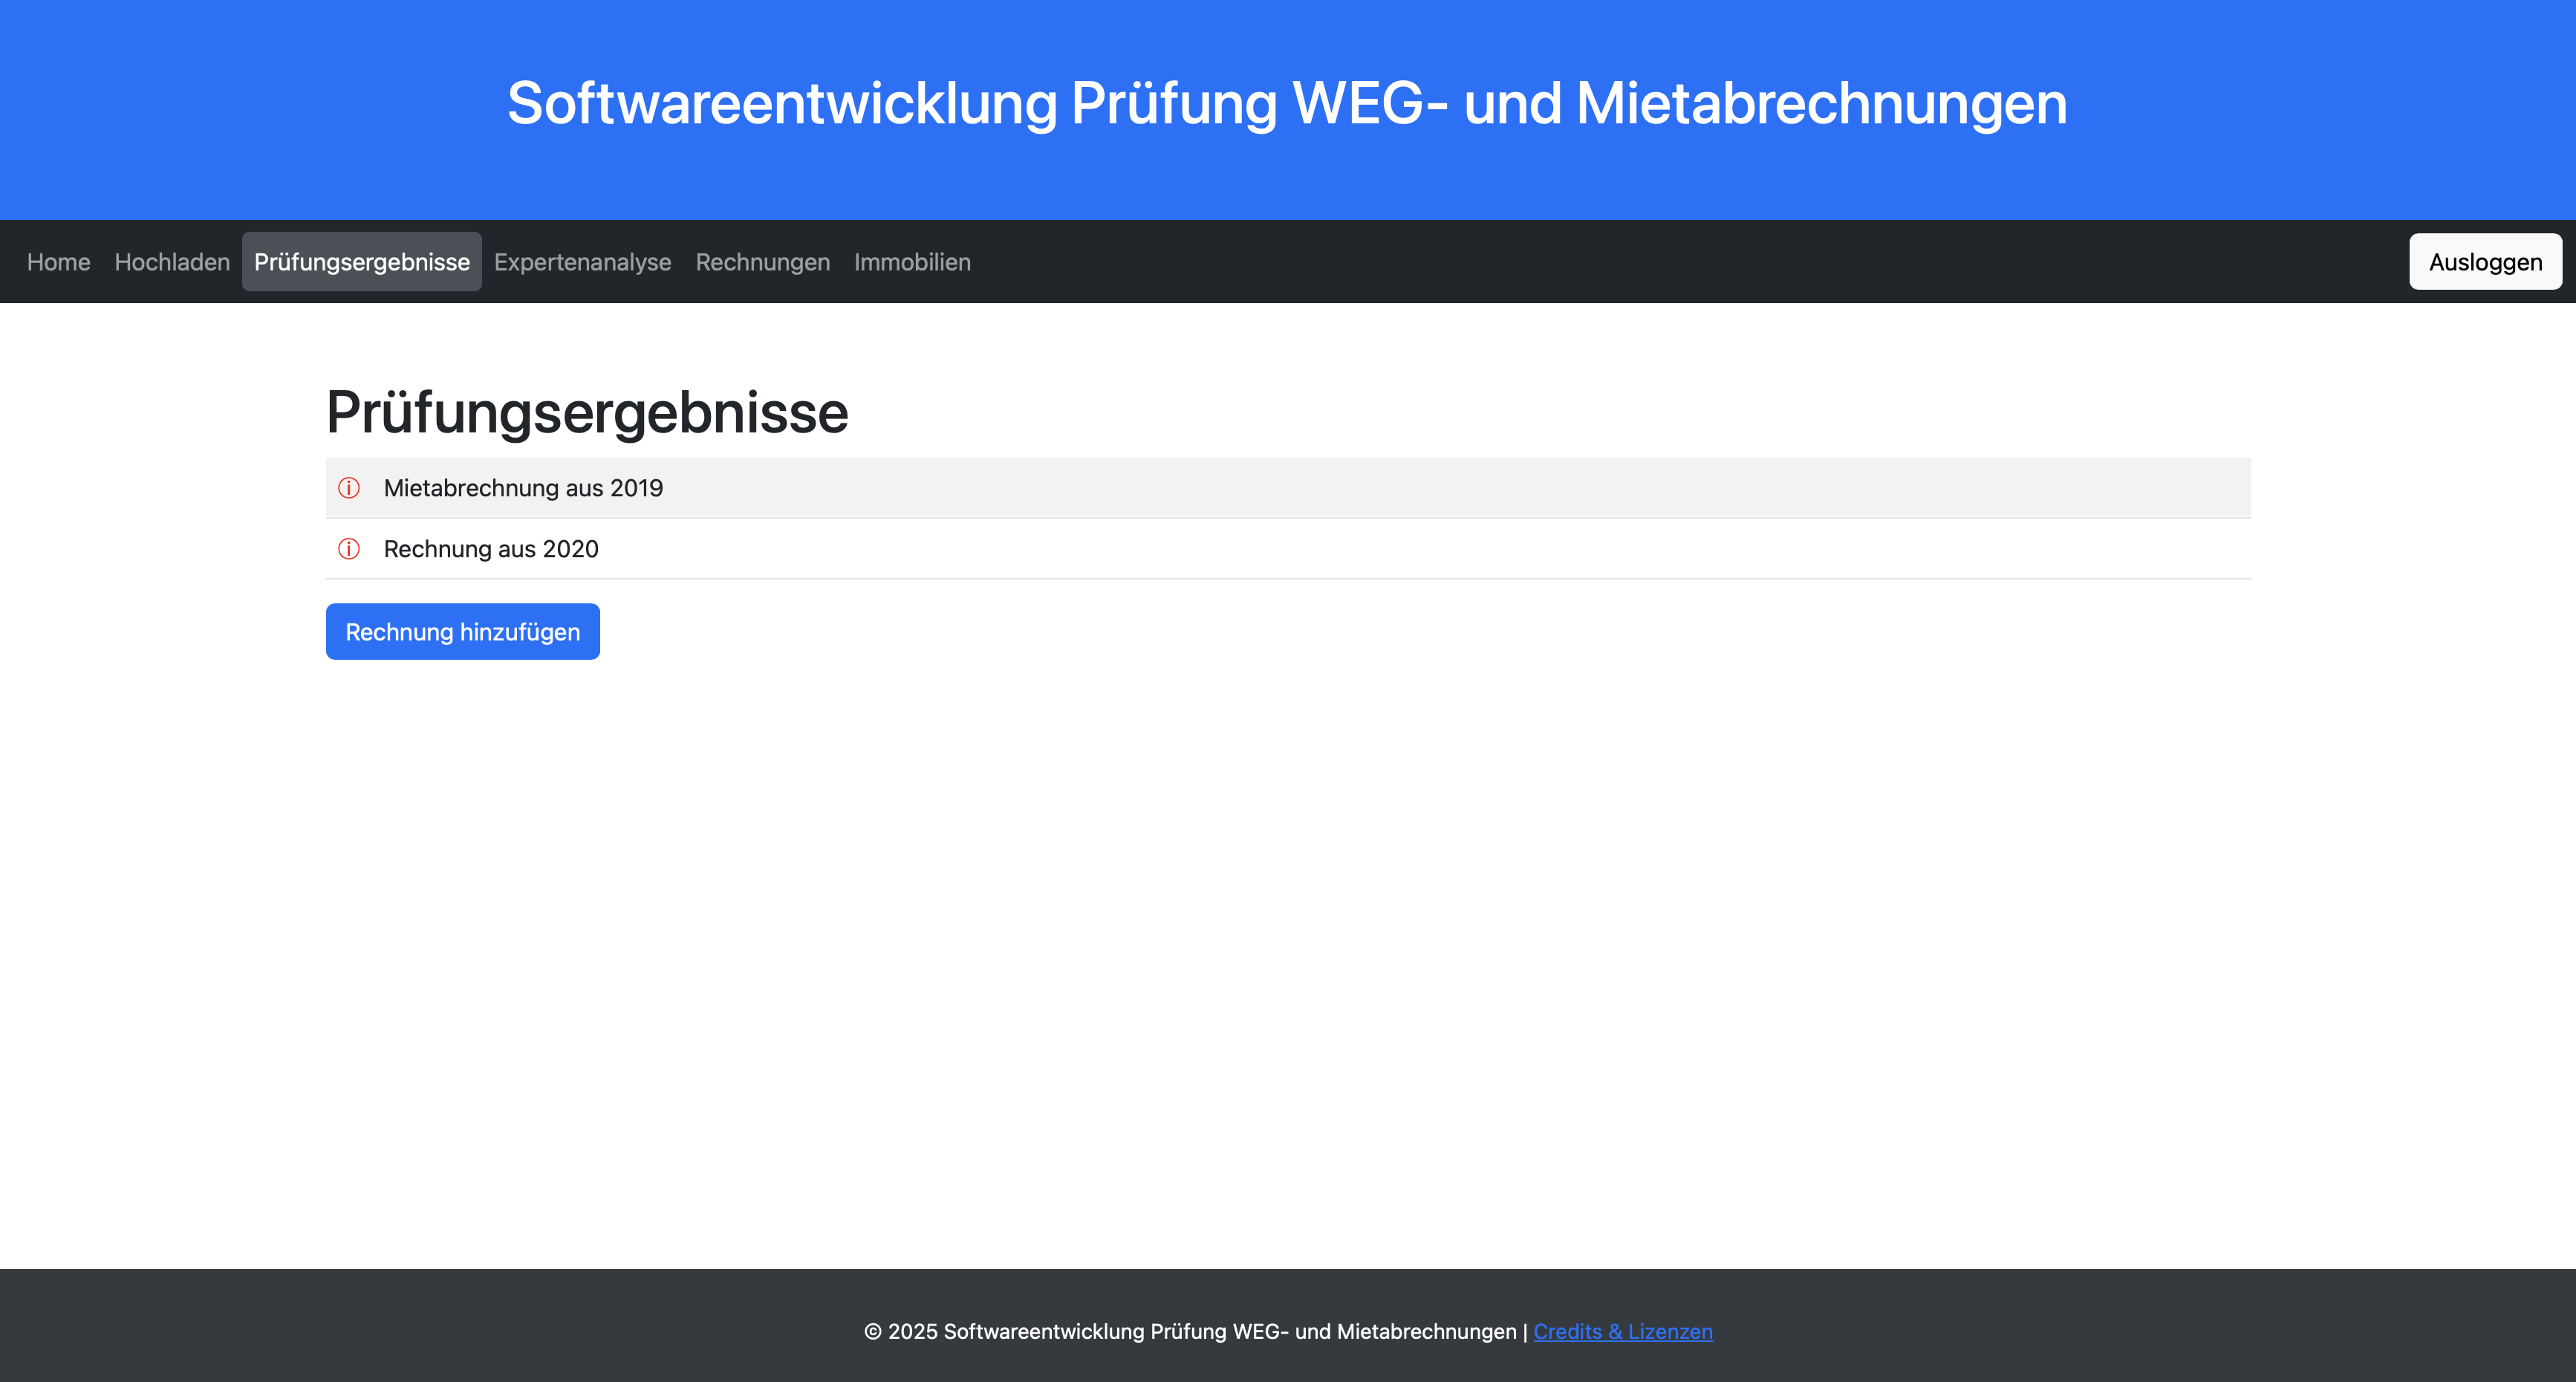 Softwareentwicklung Prüfung WEG- und Mietabrechnungen
Home Hochladen Prüfungsergebnisse Expertenanalyse Rechnungen Immobilien Ausloggen
Prüfungsergebnisse
Mietabrechnung aus 2019
Rechnung aus 2020
Rechnung hinzufügen
© 2025 Softwareentwicklung Prüfung WEG- und Mietabrechnungen | Credits & Lizenzen